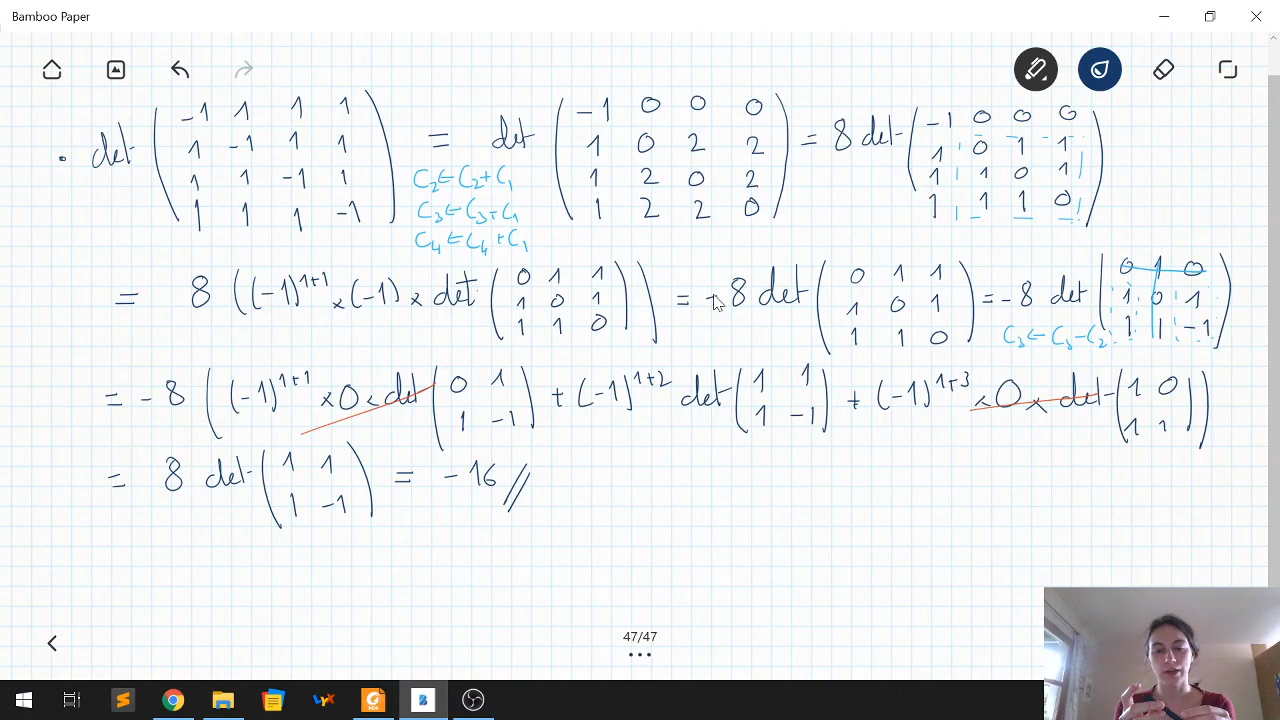 Bamboo Paper
. det ( -1 1 1 1 ; 1 -1 1 1 ; 1 1 -1 1 ; 1 1 1 -1 ) = det ( -1 0 0 0 ; 1 0 2 2 ; 1 2 0 2 ; 1 2 2 0 ) = 8 det ( -1 0 0 0 ; 1 0 1 1 ; 1 1 0 1 ; 1 1 1 0 )
C₂ ← C₂ + C₁
C₃ ← C₃ + C₁
C₄ ← C₄ + C₁
= 8 ( (-1)¹⁺¹ × (-1) × det ( 0 1 1 ; 1 0 1 ; 1 1 0 ) ) = - 8 det ( 0 1 1 ; 1 0 1 ; 1 1 0 ) = - 8 det ( 0 1 0 ; 1 0 1 ; 1 1 -1 )
C₃ ← C₃ - C₂
= - 8 ( (-1)¹⁺¹ × 0 × det ( 0 1 ; 1 -1 ) + (-1)¹⁺² det ( 1 1 ; 1 -1 ) + (-1)¹⁺³ × 0 × det ( 1 0 ; 1 1 ) )
= 8 det ( 1 1 ; 1 -1 ) = - 16 //
47/47